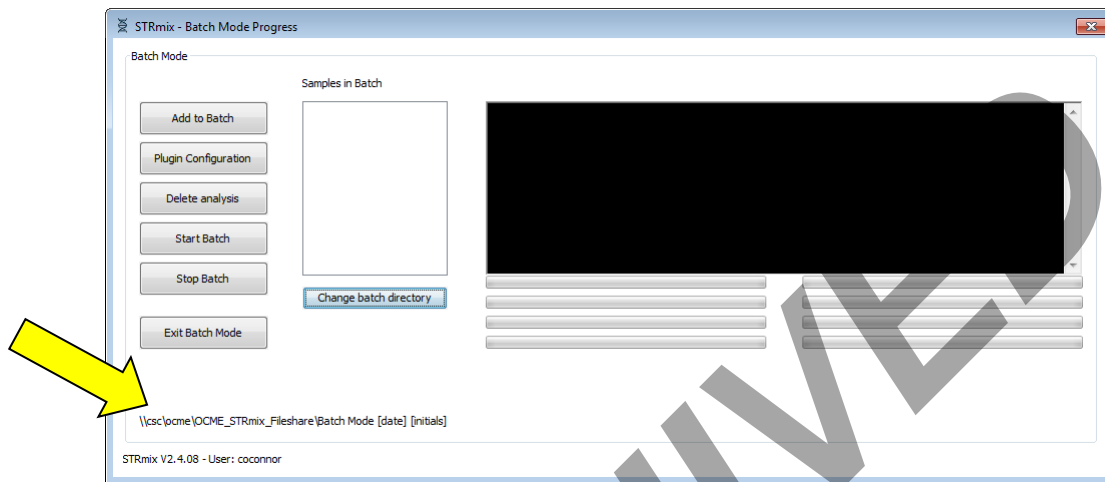 STRmix - Batch Mode Progress
Batch Mode
Samples in Batch
Add to Batch
Plugin Configuration
Delete analysis
Start Batch
Stop Batch
Change batch directory
Exit Batch Mode
\\csc\ocme\OCME_STRmix_Fileshare\Batch Mode [date] [initials]
STRmix V2.4.08 - User: coconnor